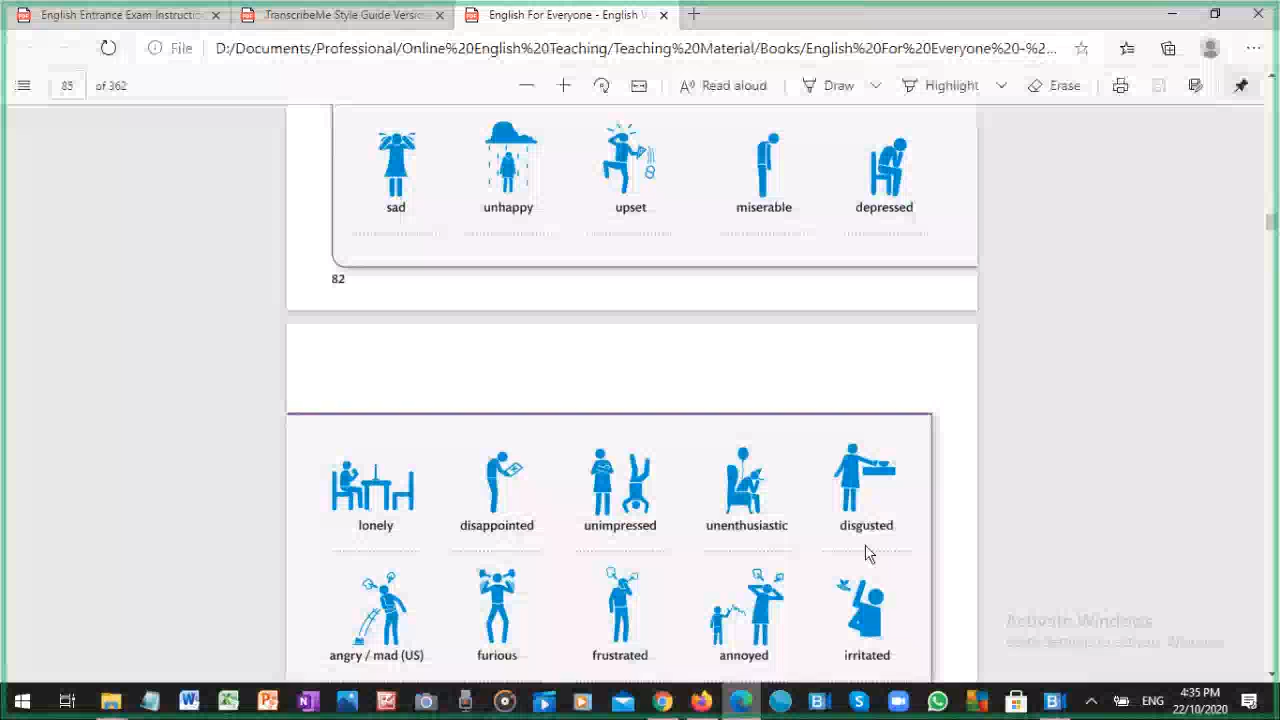 English Entrance Exam Instructio
TranscribeMe Style Guide Versio
English For Everyone - English V
File
D:/Documents/Professional/Online%20English%20Teaching/Teaching%20Material/Books/English%20For%20Everyone%20-%2...
85 of 362
Read aloud
Draw
Highlight
Erase
sad unhappy upset miserable depressed
82
lonely disappointed unimpressed unenthusiastic disgusted
angry / mad (US) furious frustrated annoyed irritated
Activate Windows
ENG
4:35 PM
22/10/2020